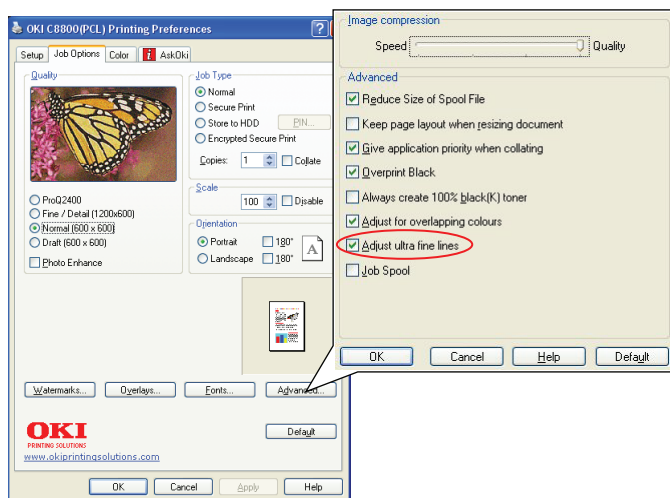 OKI C8800(PCL) Printing Preferences
Setup Job Options Color AskOki
Quality
ProQ2400
Fine / Detail (1200x600)
Normal (600 x 600)
Draft (600 x 600)
Photo Enhance
Job Type
Normal
Secure Print
Store to HDD PIN...
Encrypted Secure Print
Copies: 1 Collate
Scale
100 Disable
Orientation
Portrait 180°
Landscape 180°
A
Watermarks... Overlays... Fonts... Advanced...
OKI
PRINTING SOLUTIONS
www.okiprintingsolutions.com
Default
OK Cancel Apply Help
Image compression
Speed Quality
Advanced
Reduce Size of Spool File
Keep page layout when resizing document
Give application priority when collating
Overprint Black
Always create 100% black(K) toner
Adjust for overlapping colours
Adjust ultra fine lines
Job Spool
OK Cancel Help Default